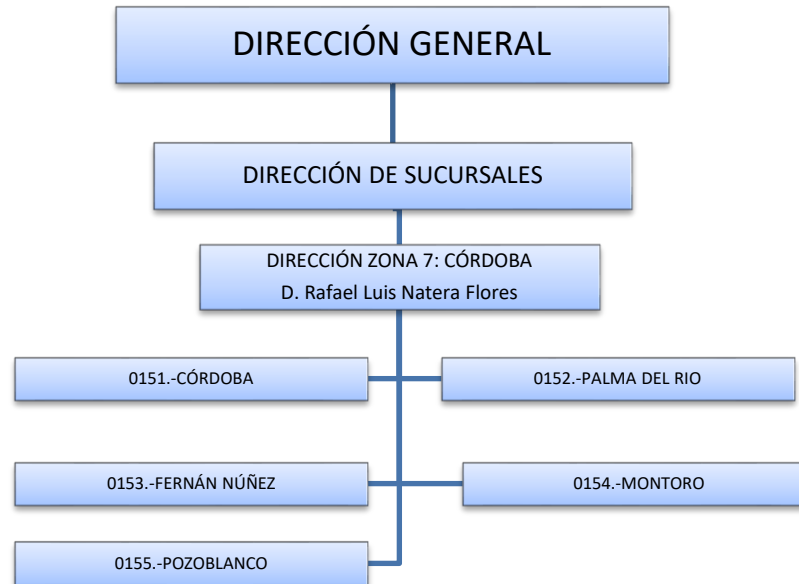 DIRECCIÓN GENERAL
DIRECCIÓN DE SUCURSALES
DIRECCIÓN ZONA 7: CÓRDOBA
D. Rafael Luis Natera Flores
0151.-CÓRDOBA
0152.-PALMA DEL RIO
0153.-FERNÁN NÚÑEZ
0154.-MONTORO
0155.-POZOBLANCO